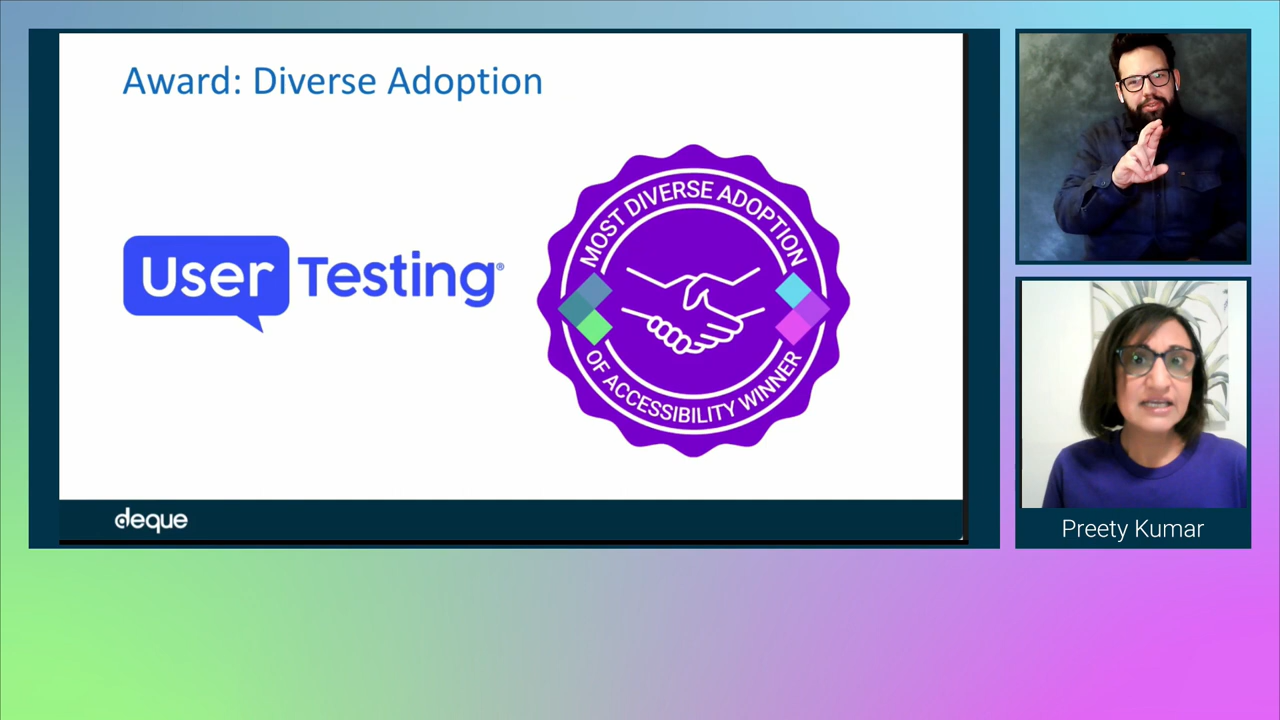 Award: Diverse Adoption
User Testing®
MOST DIVERSE ADOPTION
OF ACCESSIBILITY WINNER
deque
Preety Kumar